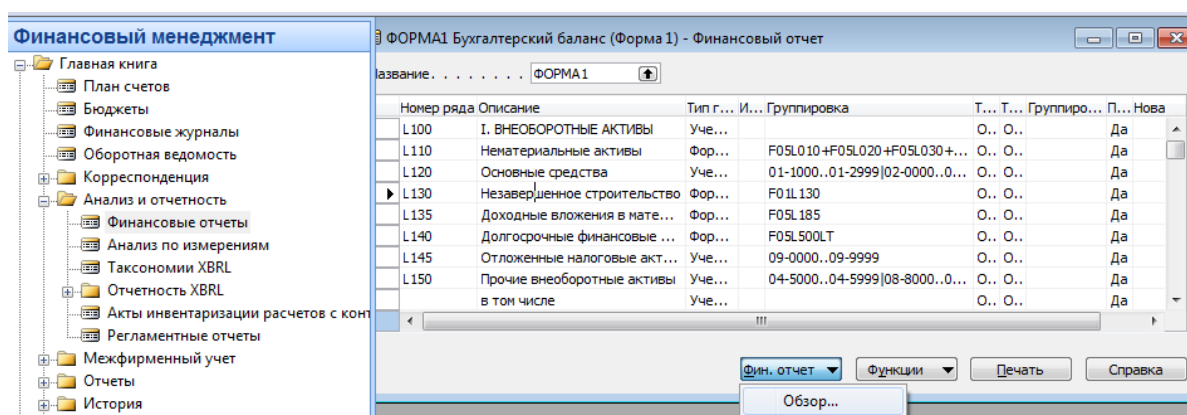 Финансовый менеджмент
Главная книга
План счетов
Бюджеты
Финансовые журналы
Оборотная ведомость
Корреспонденция
Анализ и отчетность
Финансовые отчеты
Анализ по измерениям
Таксономии XBRL
Отчетность XBRL
Акты инвентаризации расчетов с конт
Регламентные отчеты
Межфирменный учет
Отчеты
История
ФОРМА1 Бухгалтерский баланс (Форма 1) - Финансовый отчет
Название. . . . . . . . ФОРМА1
Номер ряда Описание Тип г... И... Группировка Т... Т... Группиро... П... Нова
L100 I. ВНЕОБОРОТНЫЕ АКТИВЫ Уче... О.. О.. Да
L110 Нематериальные активы Фор... F05L010+F05L020+F05L030+... О.. О.. Да
L120 Основные средства Уче... 01-1000..01-2999|02-0000..0... О.. О.. Да
L130 Незавершенное строительство Фор... F01L130 О.. О.. Да
L135 Доходные вложения в мате... Фор... F05L185 О.. О.. Да
L140 Долгосрочные финансовые ... Фор... F05L500LT О.. О.. Да
L145 Отложенные налоговые акт... Уче... 09-0000..09-9999 О.. О.. Да
L150 Прочие внеоборотные активы Уче... 04-5000..04-5999|08-8000..0... О.. О.. Да
в том числе Уче... О.. О.. Да
Фин. отчет Функции Печать Справка
Обзор...